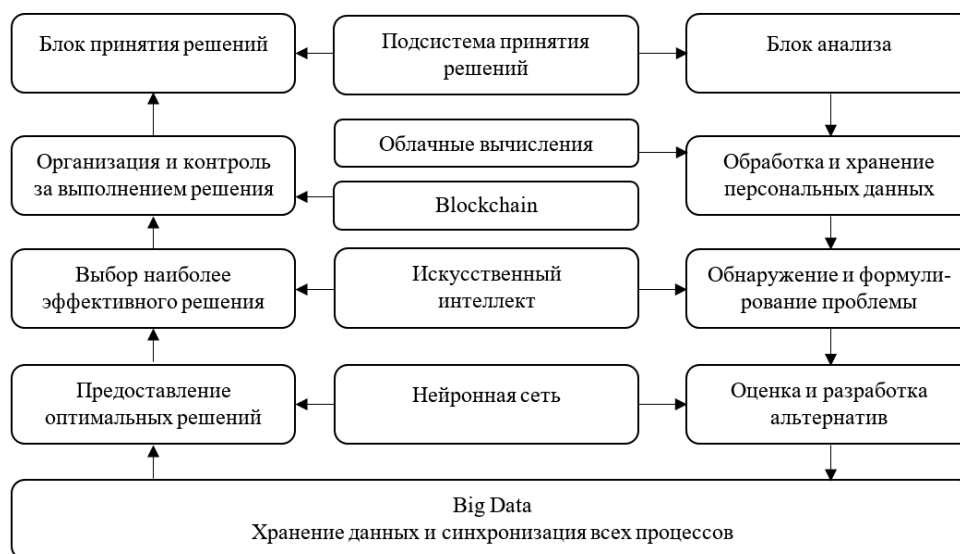 Блок принятия решений
Подсистема принятия
решений
Блок анализа
Организация и контроль
за выполнением решения
Облачные вычисления
Blockchain
Обработка и хранение
персональных данных
Выбор наиболее
эффективного решения
Искусственный
интеллект
Обнаружение и формули-
рование проблемы
Предоставление
оптимальных решений
Нейронная сеть
Оценка и разработка
альтернатив
Big Data
Хранение данных и синхронизация всех процессов